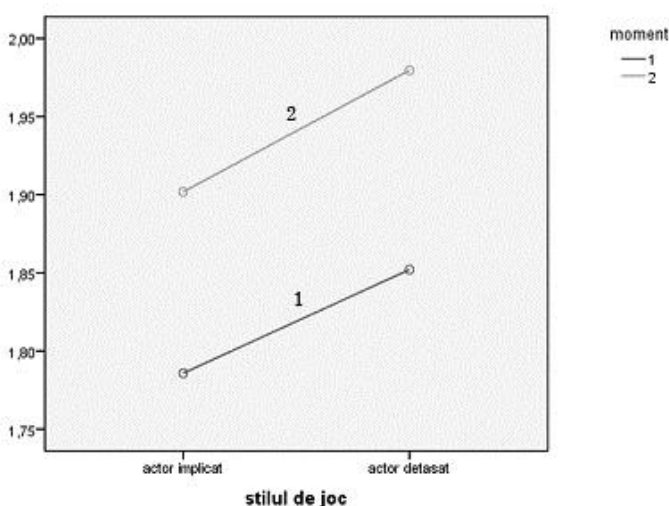 2,00
1,95
1,90
1,85
1,80
1,75
2
1
actor implicat
actor detasat
stilul de joc
moment
1
2